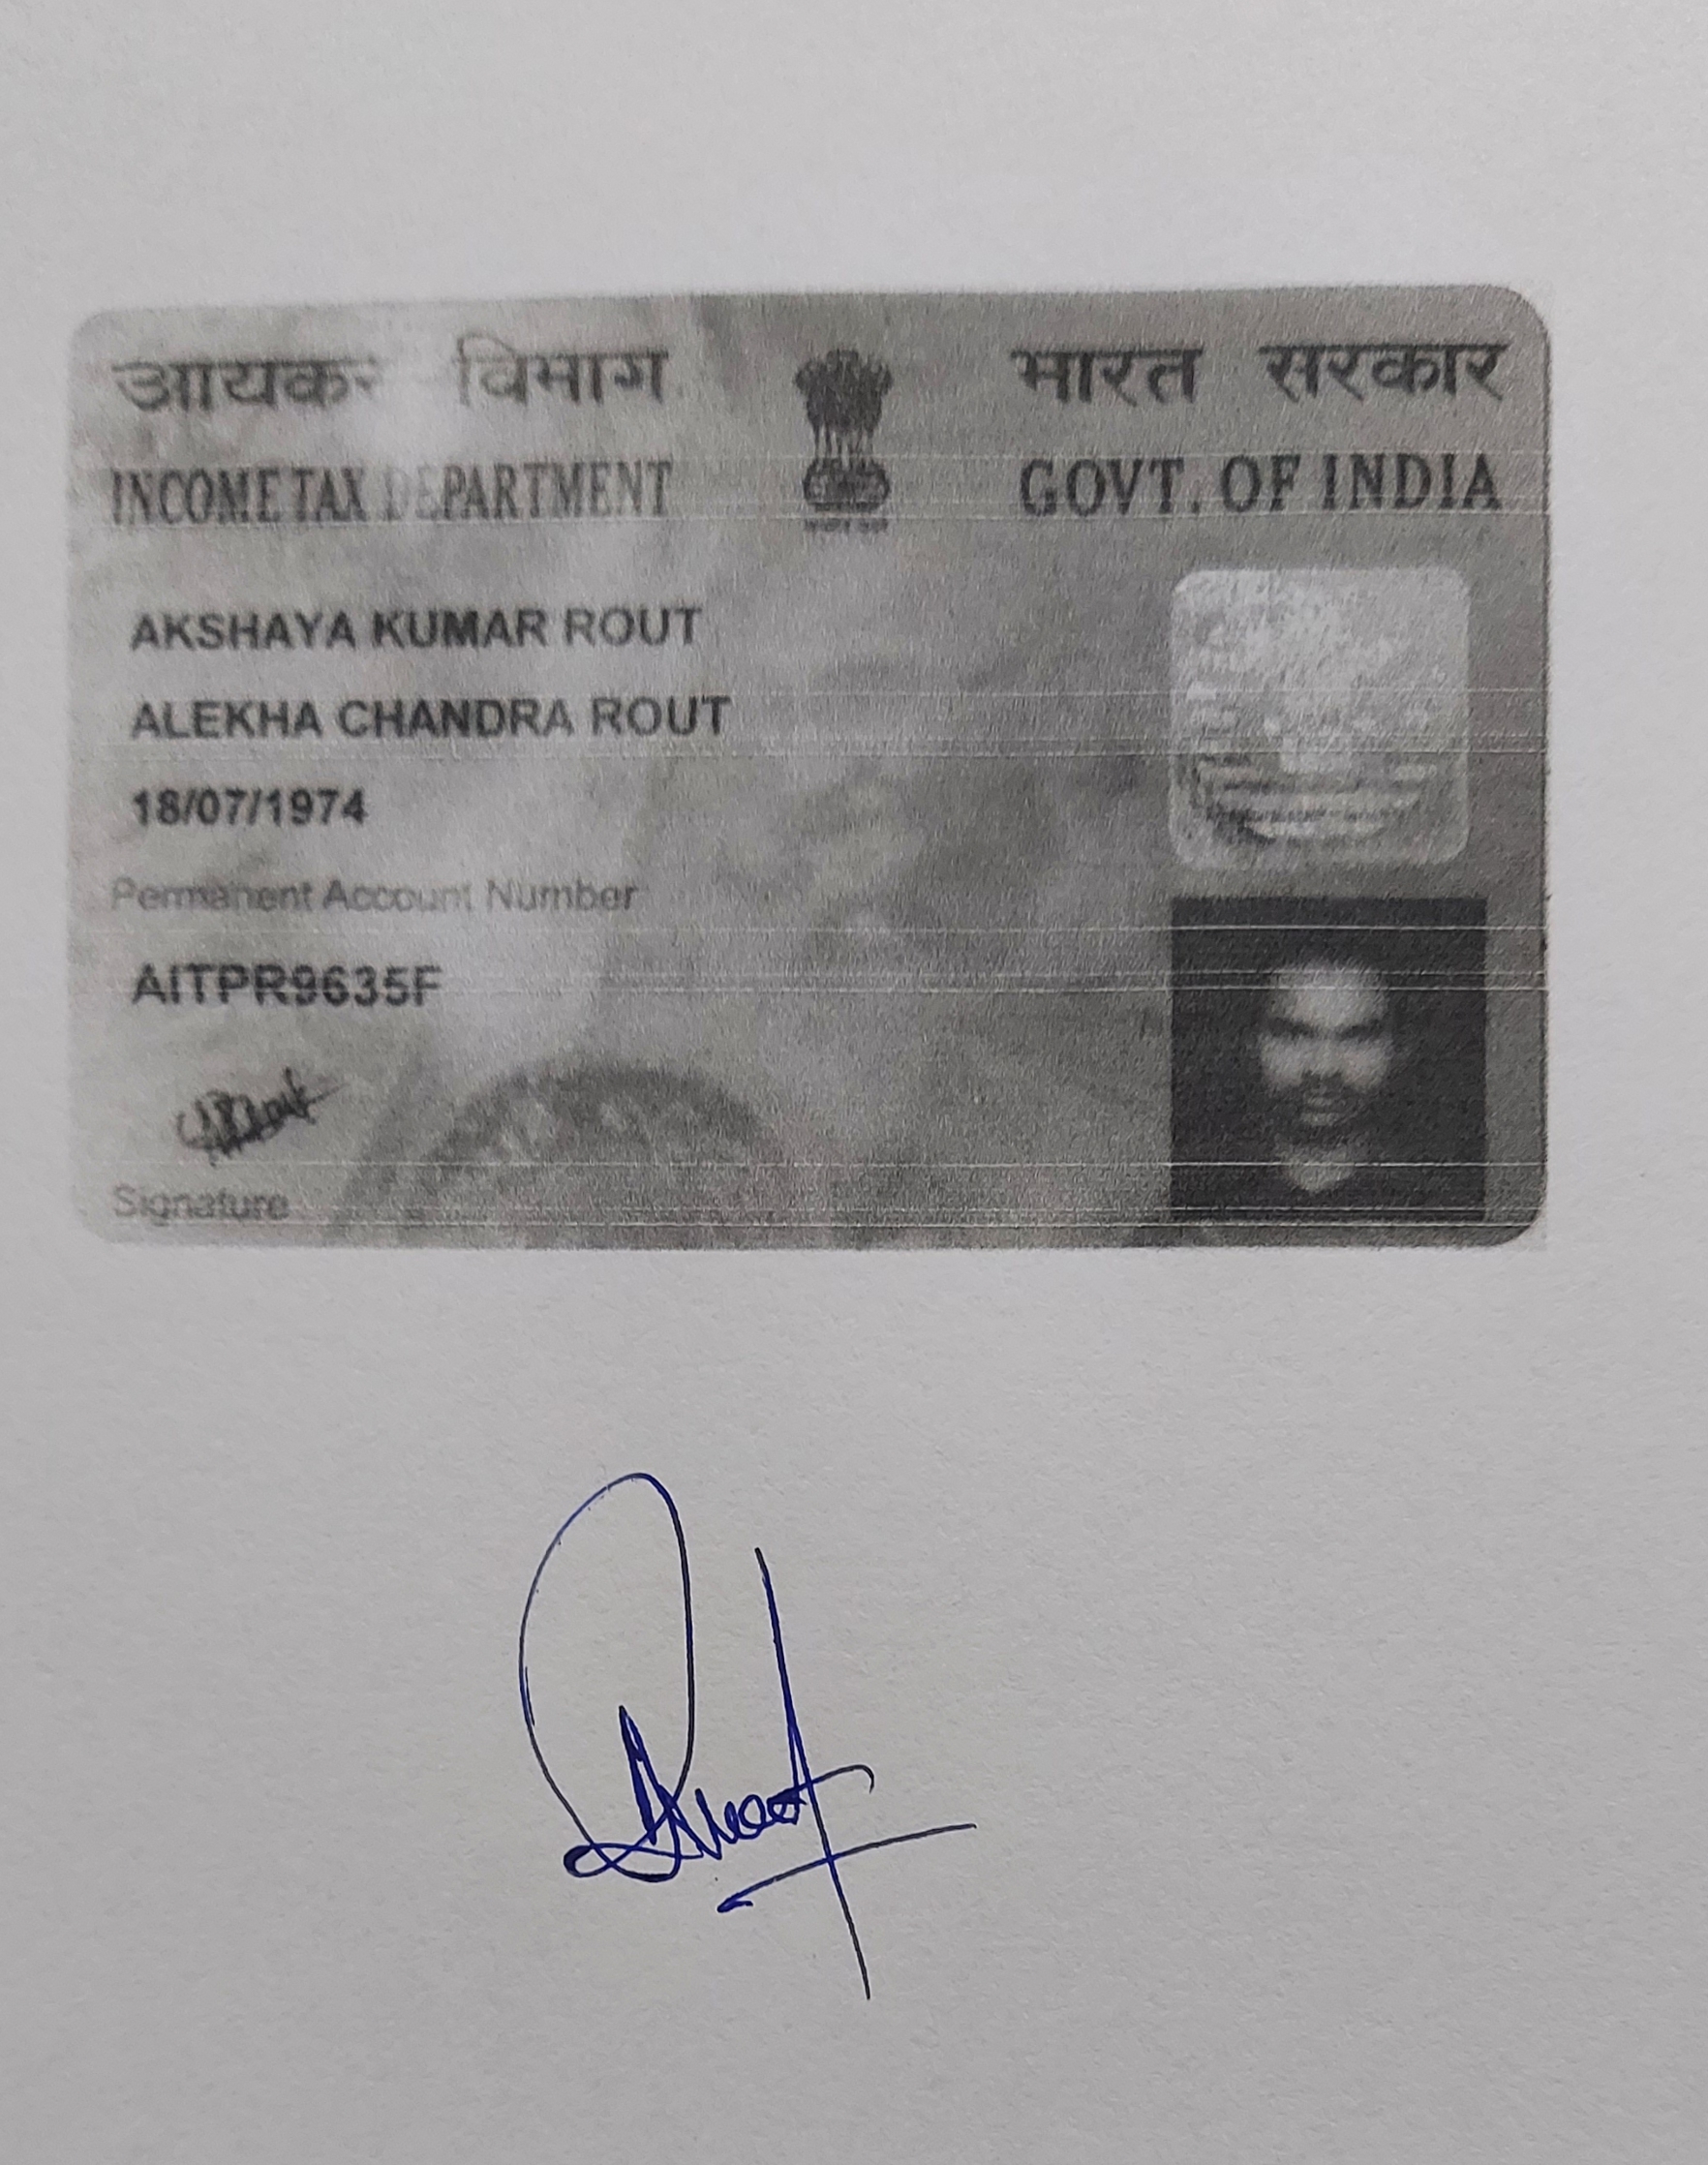 आयकर विभाग
भारत सरकार
INCOME TAX DEPARTMENT
GOVT. OF INDIA
AKSHAYA KUMAR ROUT
ALEKHA CHANDRA ROUT
18/07/1974
Permanent Account Number
AITPR9635F
Signature